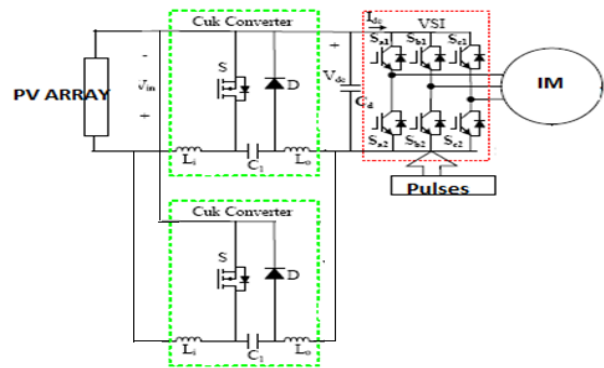 Cuk Converter
I_dc
VSI
-
+
S_a1
S_b1
S_c1
PV ARRAY
V_in
S
D
V_dc
C_d
IM
+
S_a2
S_b2
S_c2
L_i
C_1
L_o
Pulses
Cuk Converter
S
D
L_i
C_1
L_o